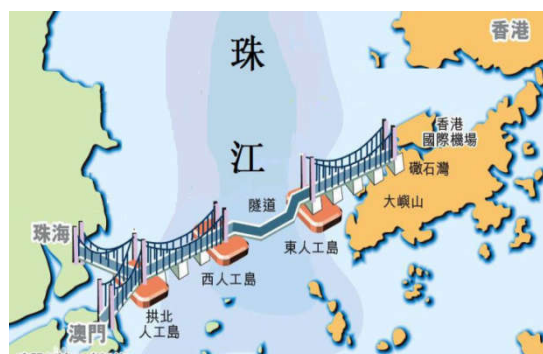 香港
珠
江
香港
國際機場
䃟石灣
大嶼山
隧道
東人工島
珠海
西人工島
拱北
人工島
澳門